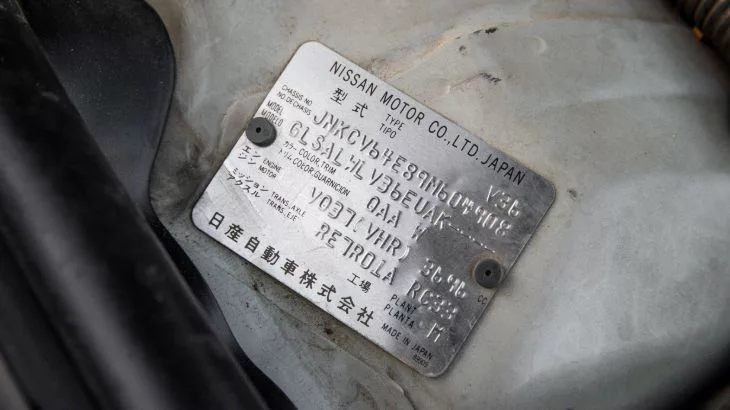 NISSAN MOTOR CO., LTD. JAPAN
型式 TYPE TIPO V36
CHASSIS NO. NO. DE CHASIS JNKCV64E89M604908
MODEL MODELO GLSALHLV36EUAK-----
カラー トリム COLOR, TRIM COLOR, GUARNICION QAA
エンジン ENGINE MOTOR VQ37(VHR) 3696 CC
ミッション アクスル TRANS., AXLE TRANS., EJE RE7R01A RC33
工場 PLANT PLANTA M
日産自動車株式会社 MADE IN JAPAN